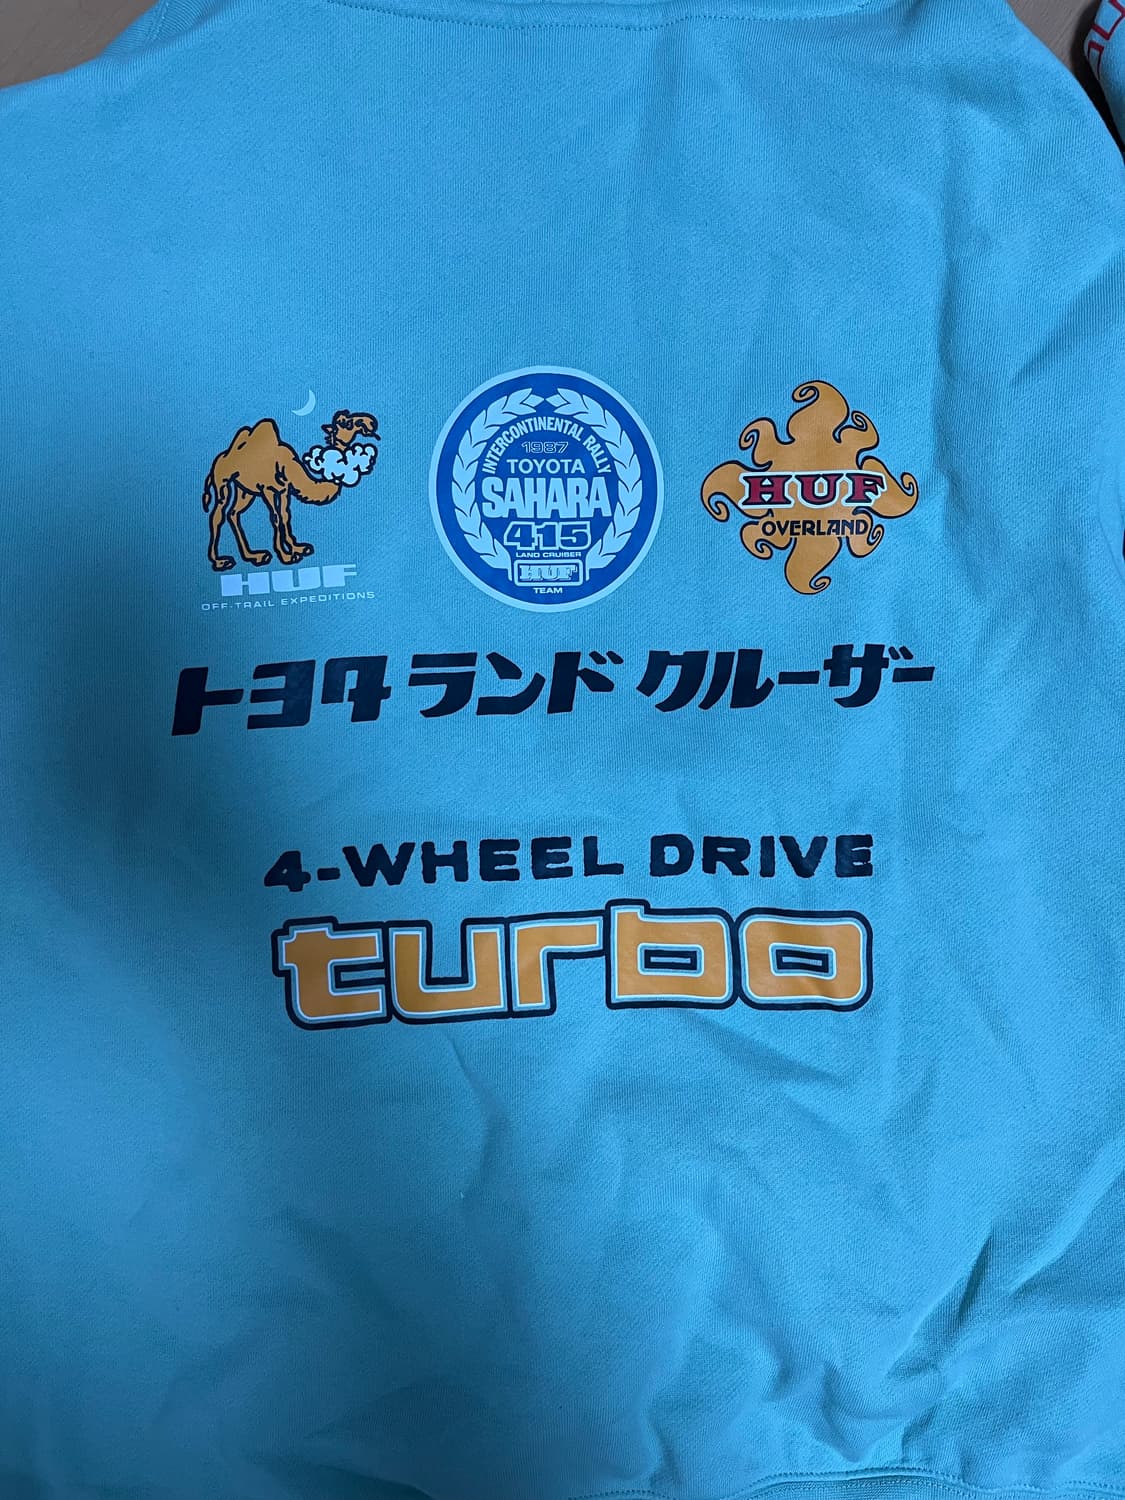 HUF
OFF-TRAIL EXPEDITIONS
INTERCONTINENTAL RALLY
1987
TOYOTA
SAHARA
415
LAND CRUISER
HUF
TEAM
HUF
OVERLAND
トヨタ ランド クルーザー
4-WHEEL DRIVE
turbo